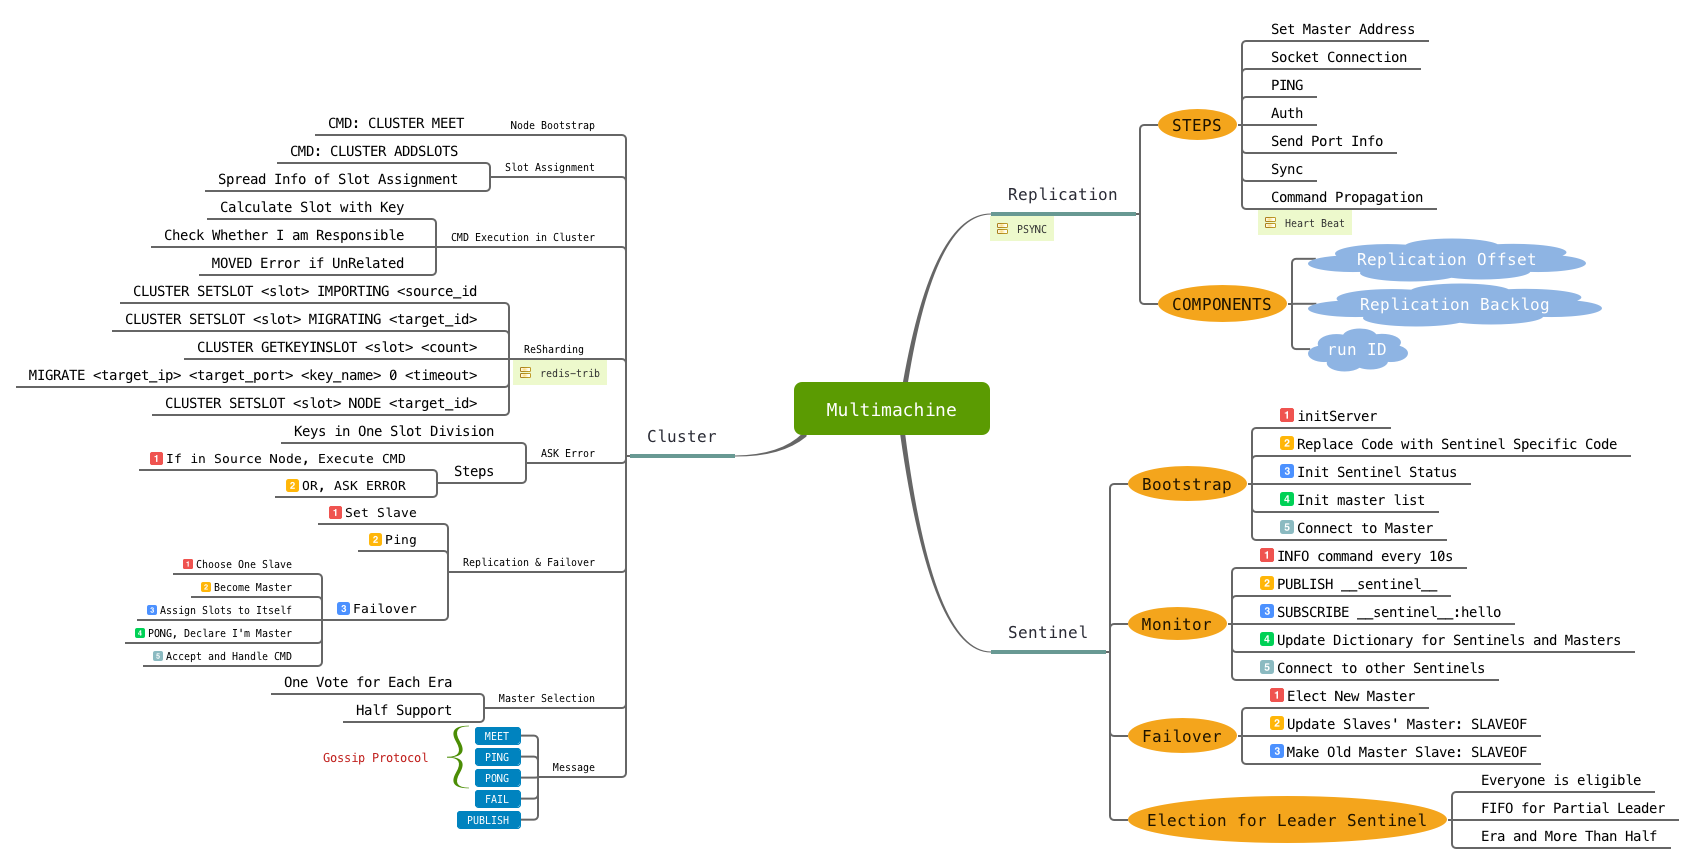 Multimachine
Replication
PSYNC
STEPS
Set Master Address
Socket Connection
PING
Auth
Send Port Info
Sync
Command Propagation
Heart Beat
COMPONENTS
Replication Offset
Replication Backlog
run ID
Sentinel
Bootstrap
1 initServer
2 Replace Code with Sentinel Specific Code
3 Init Sentinel Status
4 Init master list
5 Connect to Master
Monitor
1 INFO command every 10s
2 PUBLISH __sentinel__
3 SUBSCRIBE __sentinel__:hello
4 Update Dictionary for Sentinels and Masters
5 Connect to other Sentinels
Failover
1 Elect New Master
2 Update Slaves' Master: SLAVEOF
3 Make Old Master Slave: SLAVEOF
Election for Leader Sentinel
Everyone is eligible
FIFO for Partial Leader
Era and More Than Half
Cluster
Node Bootstrap
CMD: CLUSTER MEET
Slot Assignment
CMD: CLUSTER ADDSLOTS
Spread Info of Slot Assignment
CMD Execution in Cluster
Calculate Slot with Key
Check Whether I am Responsible
MOVED Error if UnRelated
ReSharding
redis-trib
CLUSTER SETSLOT <slot> IMPORTING <source_id
CLUSTER SETSLOT <slot> MIGRATING <target_id>
CLUSTER GETKEYINSLOT <slot> <count>
MIGRATE <target_ip> <target_port> <key_name> 0 <timeout>
CLUSTER SETSLOT <slot> NODE <target_id>
ASK Error
Keys in One Slot Division
Steps
1 If in Source Node, Execute CMD
2 OR, ASK ERROR
Replication & Failover
1 Set Slave
2 Ping
3 Failover
1 Choose One Slave
2 Become Master
3 Assign Slots to Itself
4 PONG, Declare I'm Master
5 Accept and Handle CMD
Master Selection
One Vote for Each Era
Half Support
Message
MEET
PING
PONG
FAIL
PUBLISH
Gossip Protocol